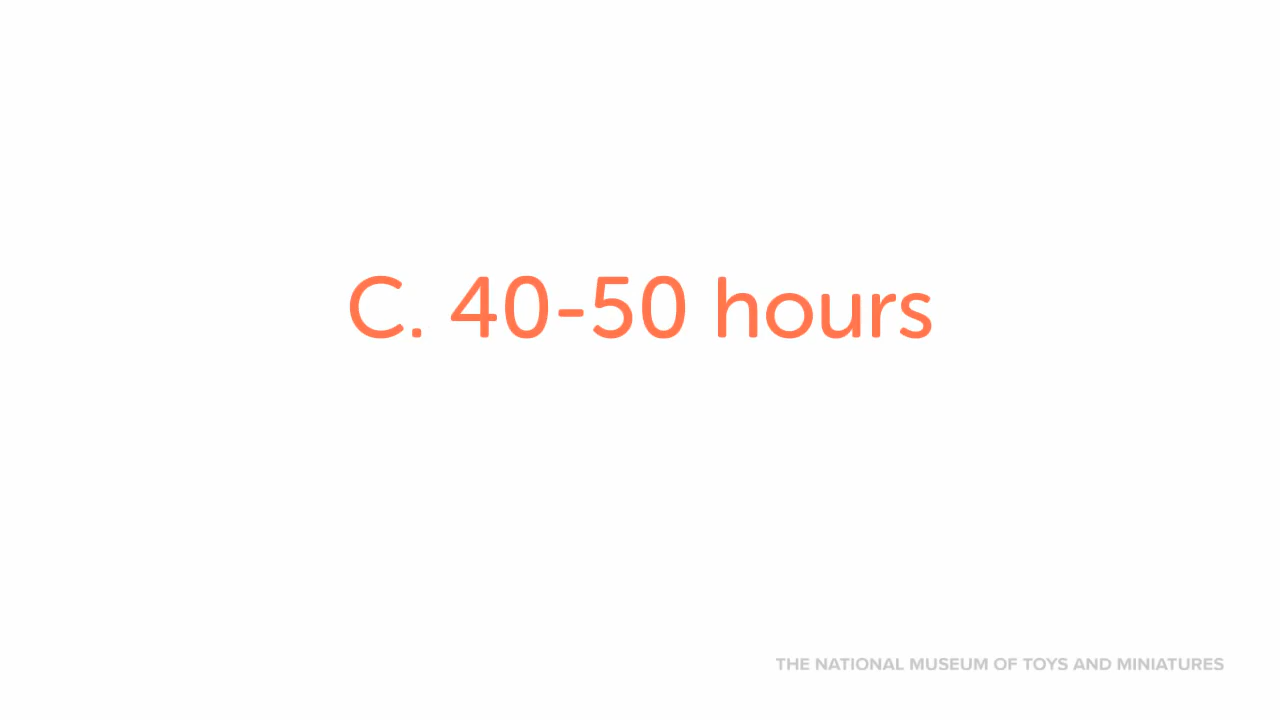 C. 40-50 hours
THE NATIONAL MUSEUM OF TOYS AND MINIATURES